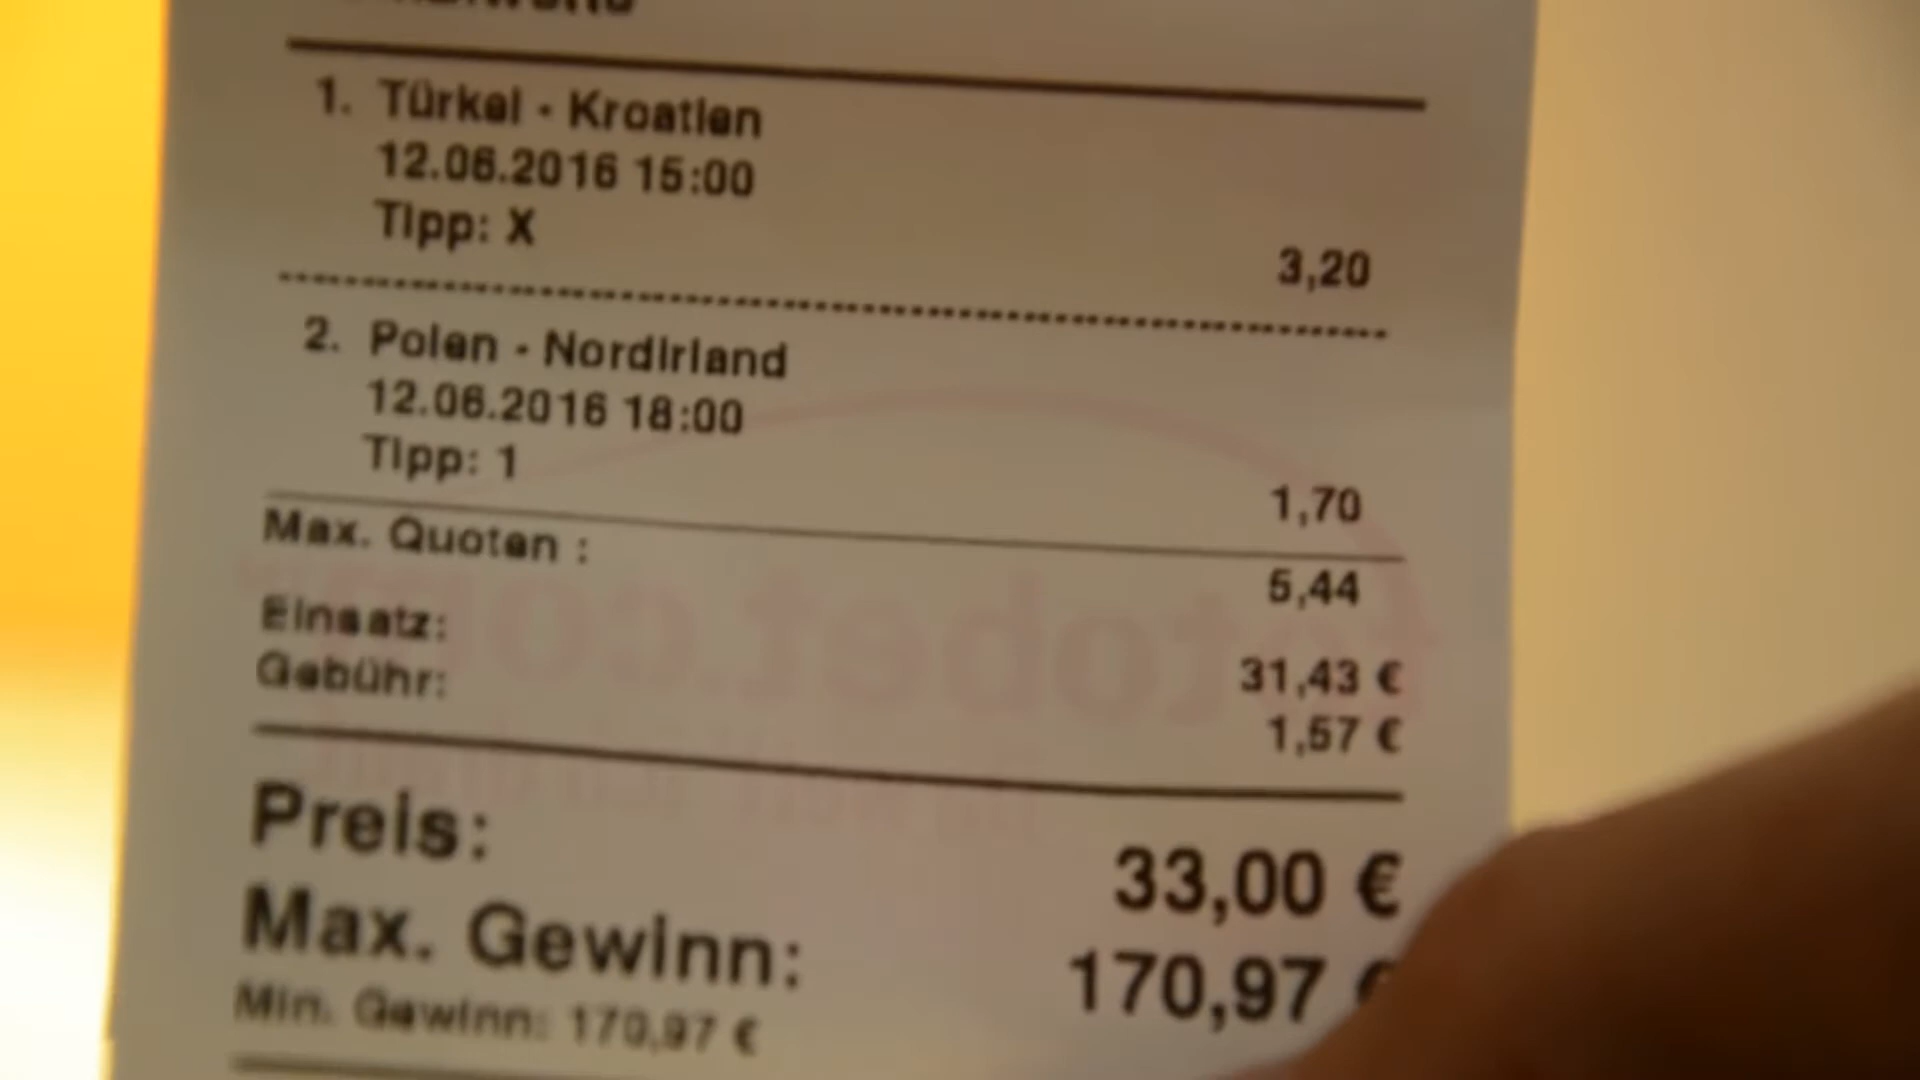 1. Türkei - Kroatien
12.06.2016 15:00
Tipp: X
3,20
2. Polen - Nordirland
12.06.2016 18:00
Tipp: 1
1,70
Max. Quoten :
5,44
Einsatz:
31,43 €
Gebühr:
1,57 €
Preis:
33,00 €
Max. Gewinn:
170,97 €
Min. Gewinn: 170,97 €